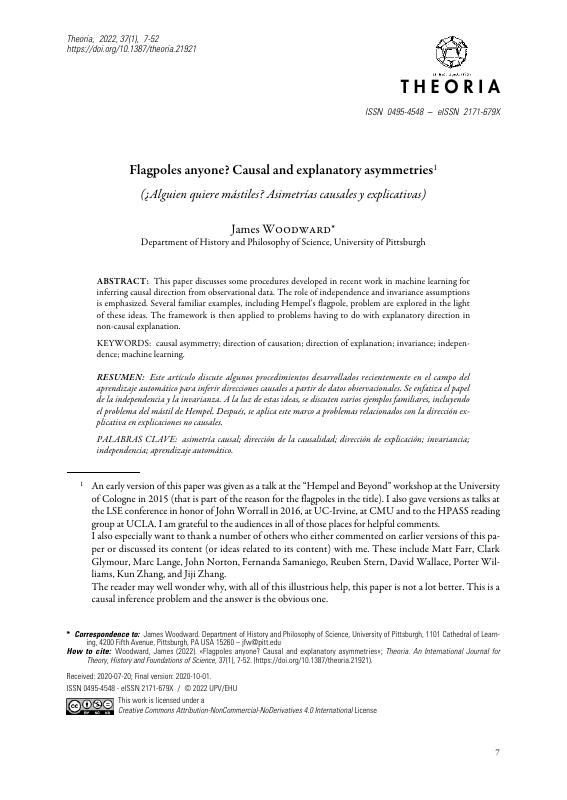 Theoria, 2022, 37(1), 7-52
https://doi.org/10.1387/theoria.21921
THEORIA
ISSN 0495-4548 – eISSN 2171-679X
Flagpoles anyone? Causal and explanatory asymmetries1
(¿Alguien quiere mástiles? Asimetrías causales y explicativas)
James WOODWARD*
Department of History and Philosophy of Science, University of Pittsburgh
ABSTRACT: This paper discusses some procedures developed in recent work in machine learning for
inferring causal direction from observational data. The role of independence and invariance assumptions
is emphasized. Several familiar examples, including Hempel's flagpole, problem are explored in the light
of these ideas. The framework is then applied to problems having to do with explanatory direction in
non-causal explanation.
KEYWORDS: causal asymmetry; direction of causation; direction of explanation; invariance; indepen-
dence; machine learning.
RESUMEN: Este artículo discute algunos procedimientos desarrollados recientemente en el campo del
aprendizaje automático para inferir direcciones causales a partir de datos observacionales. Se enfatiza el papel
de la independencia y la invarianza. A la luz de estas ideas, se discuten varios ejemplos familiares, incluyendo
el problema del mástil de Hempel. Después, se aplica este marco a problemas relacionados con la dirección ex-
plicativa en explicaciones no causales.
PALABRAS CLAVE: asimetría causal; dirección de la causalidad; dirección de explicación; invariancia;
independencia; aprendizaje automático.
1 An early version of this paper was given as a talk at the “Hempel and Beyond” workshop at the University
of Cologne in 2015 (that is part of the reason for the flagpoles in the title). I also gave versions as talks at
the LSE conference in honor of John Worrall in 2016, at UC-Irvine, at CMU and to the HPASS reading
group at UCLA. I am grateful to the audiences in all of those places for helpful comments.
I also especially want to thank a number of others who either commented on earlier versions of this pa-
per or discussed its content (or ideas related to its content) with me. These include Matt Farr, Clark
Glymour, Marc Lange, John Norton, Fernanda Samaniego, Reuben Stern, David Wallace, Porter Wil-
liams, Kun Zhang, and Jiji Zhang.
The reader may well wonder why, with all of this illustrious help, this paper is not a lot better. This is a
causal inference problem and the answer is the obvious one.
* Correspondence to: James Woodward. Department of History and Philosophy of Science, University of Pittsburgh, 1101 Cathedral of Learn-
ing, 4200 Fifth Avenue, Pittsburgh, PA USA 15260 – jfw@pitt.edu
How to cite: Woodward, James (2022). «Flagpoles anyone? Causal and explanatory asymmetries»; Theoria. An International Journal for
Theory, History and Foundations of Science, 37(1), 7-52. (https://doi.org/10.1387/theoria.21921).
Received: 2020-07-20; Final version: 2020-10-01.
ISSN 0495-4548 - eISSN 2171-679X / © 2022 UPV/EHU
This work is licensed under a
Creative Commons Attribution-NonCommercial-NoDerivatives 4.0 International License
7